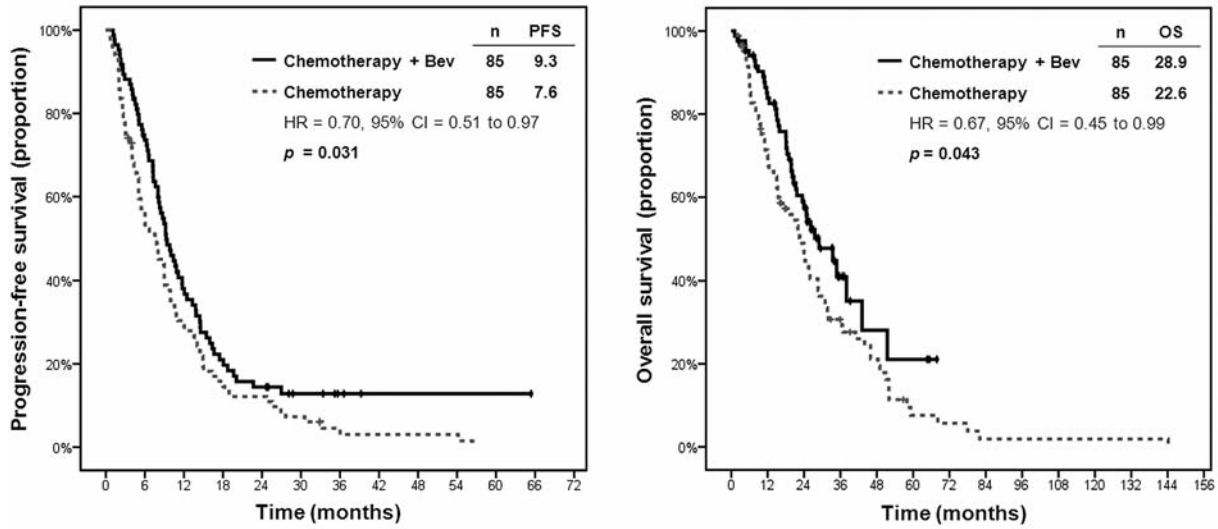 n PFS
Chemotherapy + Bev 85 9.3
Chemotherapy 85 7.6
HR = 0.70, 95% CI = 0.51 to 0.97
p = 0.031
Progression-free survival (proportion)
100%
80%
60%
40%
20%
0%
0 6 12 18 24 30 36 42 48 54 60 66 72
Time (months)
n OS
Chemotherapy + Bev 85 28.9
Chemotherapy 85 22.6
HR = 0.67, 95% CI = 0.45 to 0.99
p = 0.043
Overall survival (proportion)
100%
80%
60%
40%
20%
0%
0 12 24 36 48 60 72 84 96 108 120 132 144 156
Time (months)